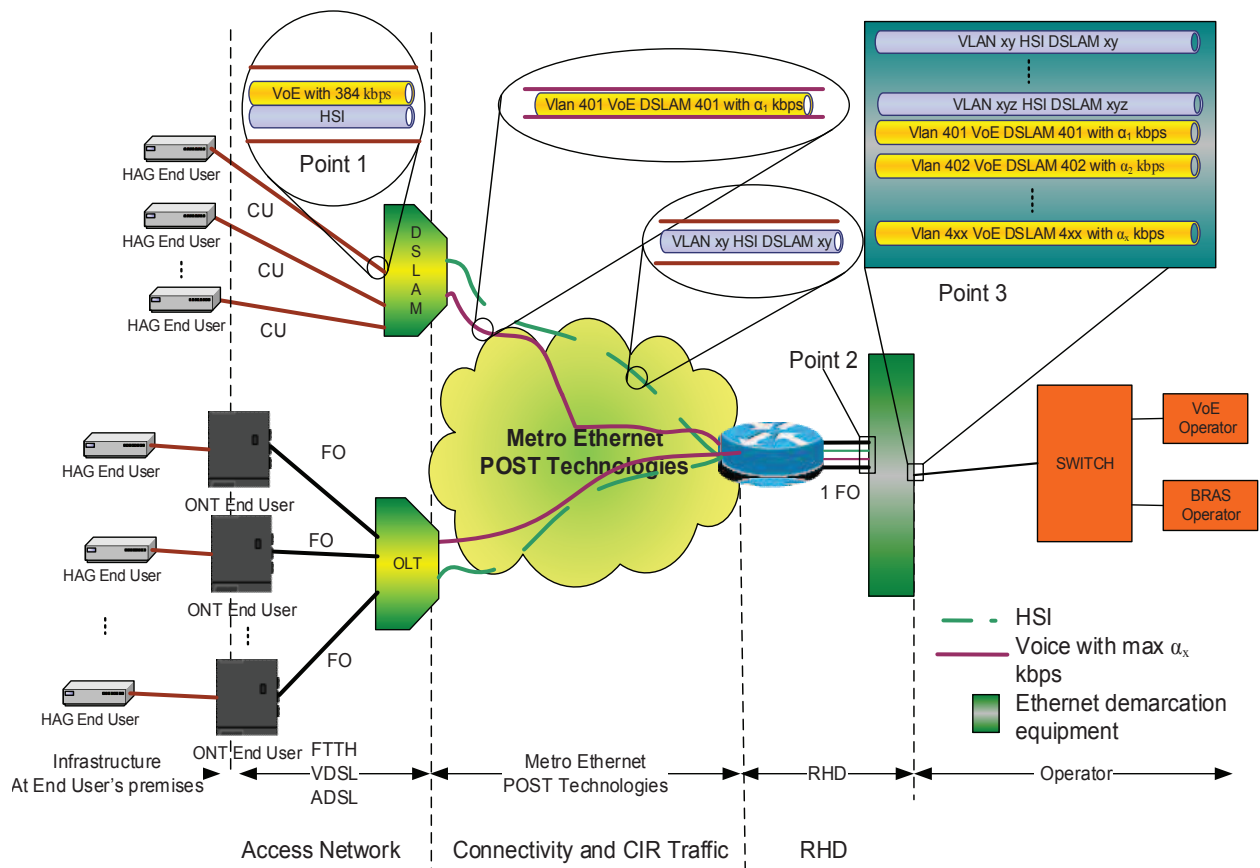 VoE with 384 kbps
HSI
Point 1
Vlan 401 VoE DSLAM 401 with α₁ kbps
VLAN xy HSI DSLAM xy
VLAN xy HSI DSLAM xy
VLAN xyz HSI DSLAM xyz
Vlan 401 VoE DSLAM 401 with α₁ kbps
Vlan 402 VoE DSLAM 402 with α₂ kbps
Vlan 4xx VoE DSLAM 4xx with αₓ kbps
Point 3
HAG End User
CU
HAG End User
CU
HAG End User
CU
DSLAM
Point 2
Metro Ethernet
POST Technologies
1 FO
SWITCH
VoE
Operator
BRAS
Operator
HAG End User
ONT End User
FO
HAG End User
ONT End User
FO
OLT
HAG End User
ONT End User
FO
HSI
Voice with max αₓ
kbps
Ethernet demarcation
equipment
Infrastructure
At End User's premises
FTTH
VDSL
ADSL
Metro Ethernet
POST Technologies
RHD
Operator
Access Network
Connectivity and CIR Traffic
RHD